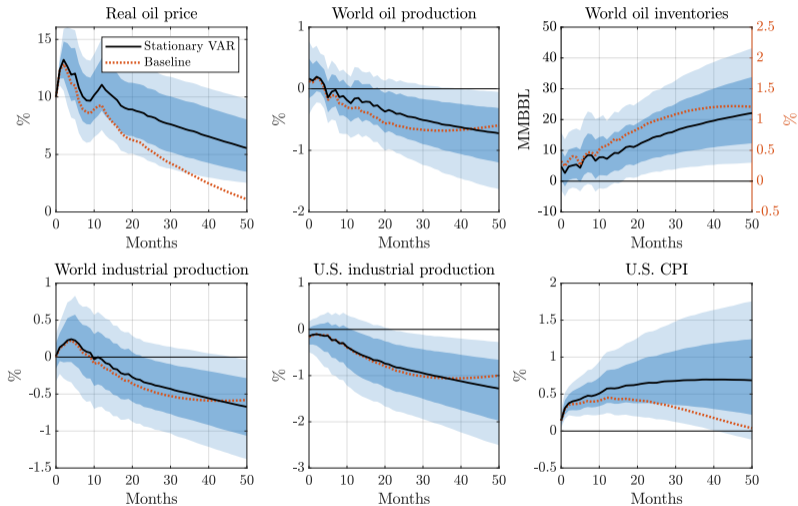 Real oil price
World oil production
World oil inventories
15
10
5
0
%
0 10 20 30 40 50
Months
Stationary VAR
Baseline
1
0
-1
-2
%
0 10 20 30 40 50
Months
50
40
30
20
10
0
-10
MMBBL
2.5
2
1.5
1
0.5
0
-0.5
%
0 10 20 30 40 50
Months
World industrial production
U.S. industrial production
U.S. CPI
1
0.5
0
-0.5
-1
-1.5
%
0 10 20 30 40 50
Months
1
0
-1
-2
-3
%
0 10 20 30 40 50
Months
2
1.5
1
0.5
0
-0.5
%
0 10 20 30 40 50
Months